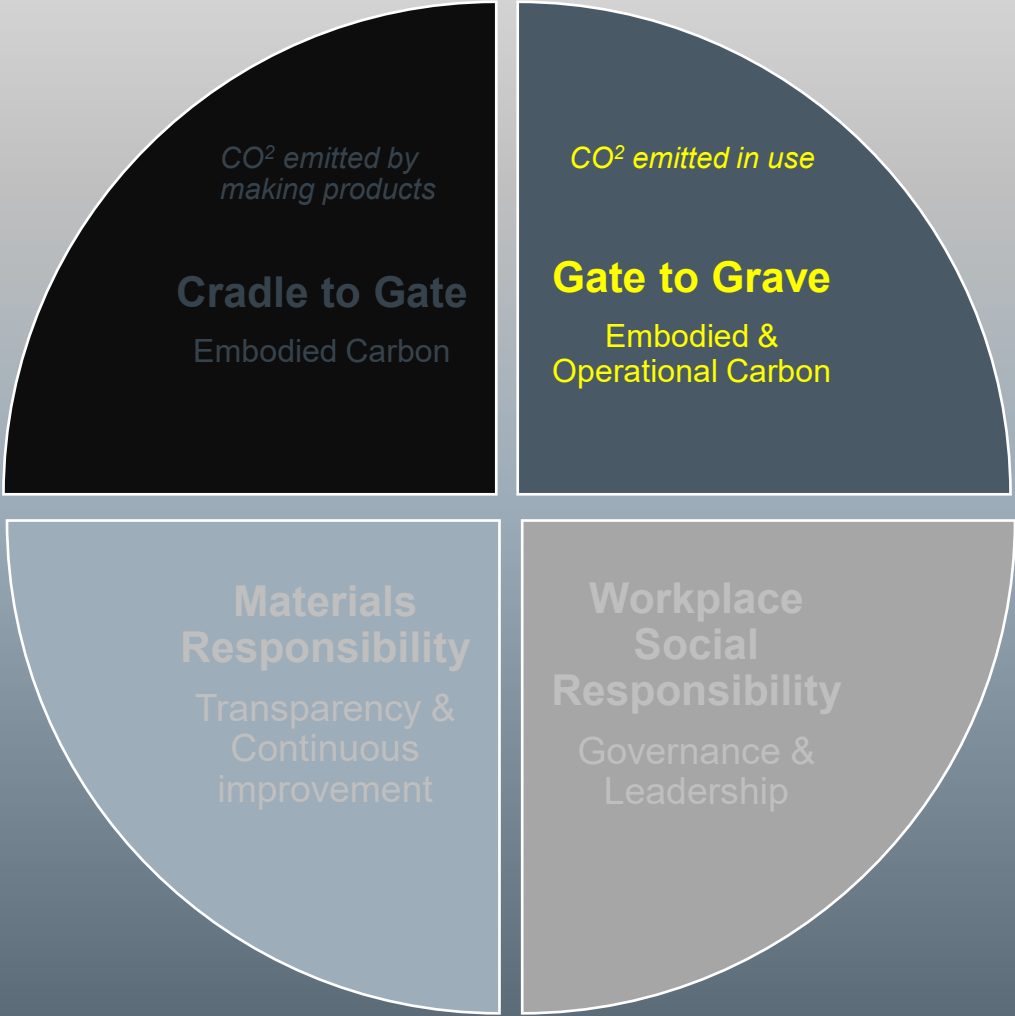 CO² emitted by
making products
Cradle to Gate
Embodied Carbon
CO² emitted in use
Gate to Grave
Embodied &
Operational Carbon
Materials
Responsibility
Transparency &
Continuous
improvement
Workplace
Social
Responsibility
Governance &
Leadership